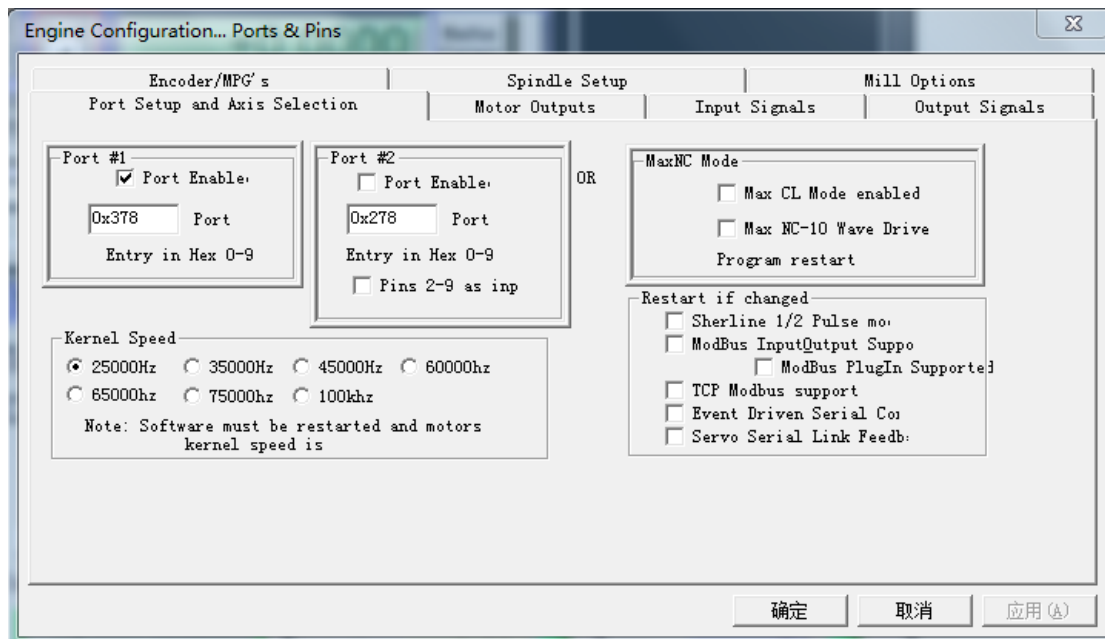 Engine Configuration... Ports & Pins
Encoder/MPG's Spindle Setup Mill Options
Port Setup and Axis Selection Motor Outputs Input Signals Output Signals
Port #1
Port Enable
0x378 Port
Entry in Hex 0-9
Port #2
Port Enable
0x278 Port
Entry in Hex 0-9
Pins 2-9 as inp
OR
MaxNC Mode
Max CL Mode enabled
Max NC-10 Wave Drive
Program restart
Kernel Speed
25000Hz 35000Hz 45000Hz 60000hz
65000hz 75000hz 100khz
Note: Software must be restarted and motors
kernel speed is
Restart if changed
Sherline 1/2 Pulse mo
ModBus InputOutput Suppo
ModBus PlugIn Supported
TCP Modbus support
Event Driven Serial Co
Servo Serial Link Feedb
确定 取消 应用(A)